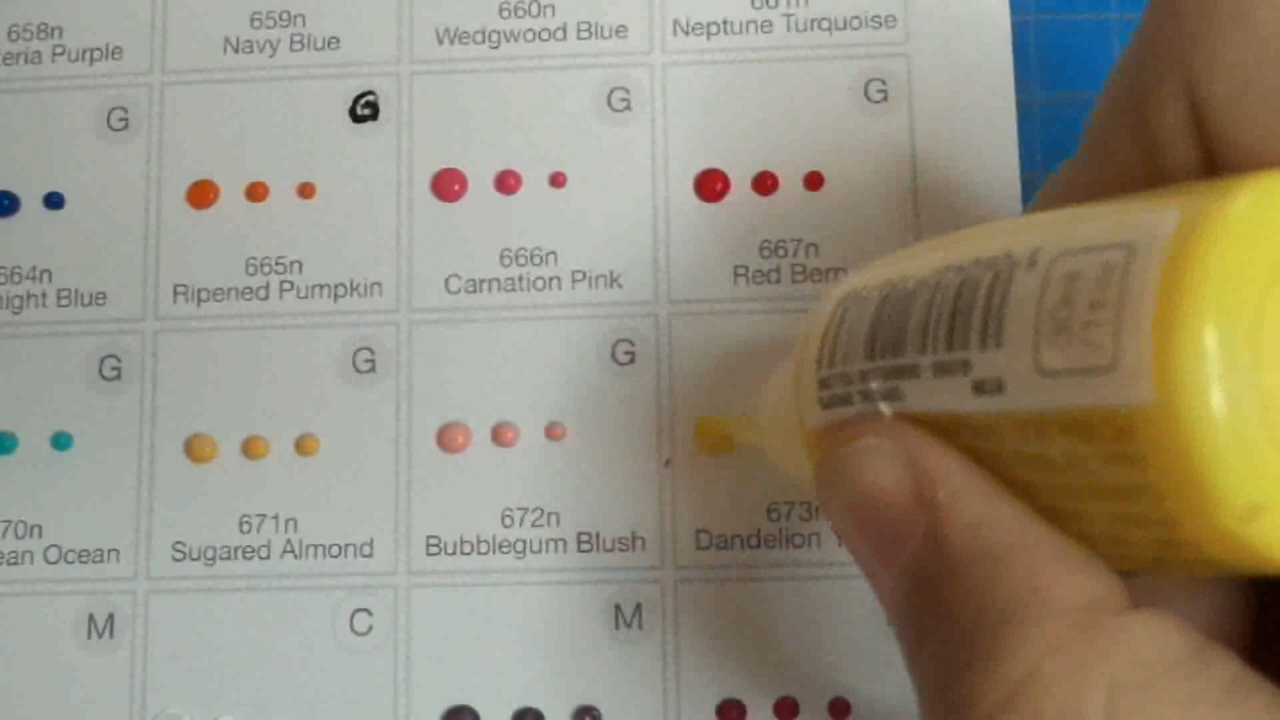 658n
659n
660n
eria Purple
Navy Blue
Wedgwood Blue
Neptune Turquoise
G
G
G
G
664n
665n
666n
667n
ight Blue
Ripened Pumpkin
Carnation Pink
Red Berr
G
G
G
70n
671n
672n
673n
ean Ocean
Sugared Almond
Bubblegum Blush
Dandelion
M
C
M